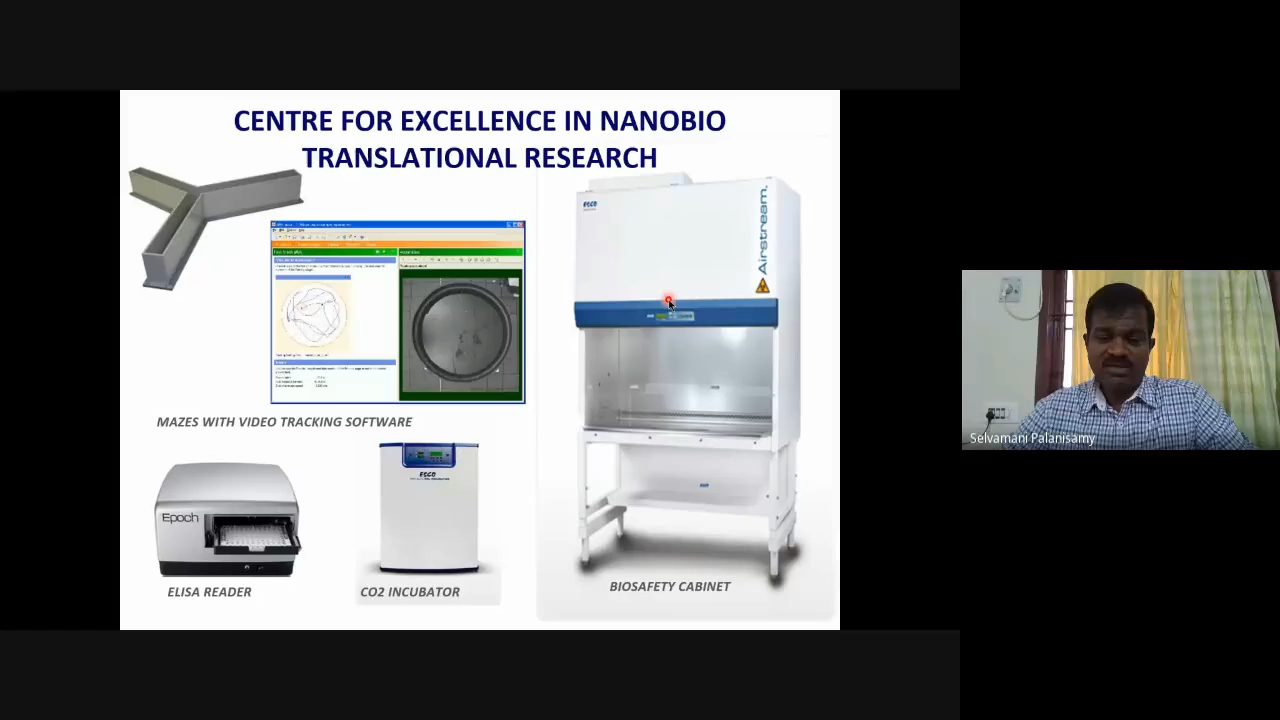 CENTRE FOR EXCELLENCE IN NANOBIO
TRANSLATIONAL RESEARCH
ESCO
Airstream.
MAZES WITH VIDEO TRACKING SOFTWARE
Epoch
ESCO
ELISA READER
CO2 INCUBATOR
BIOSAFETY CABINET
Selvamani Palanisamy